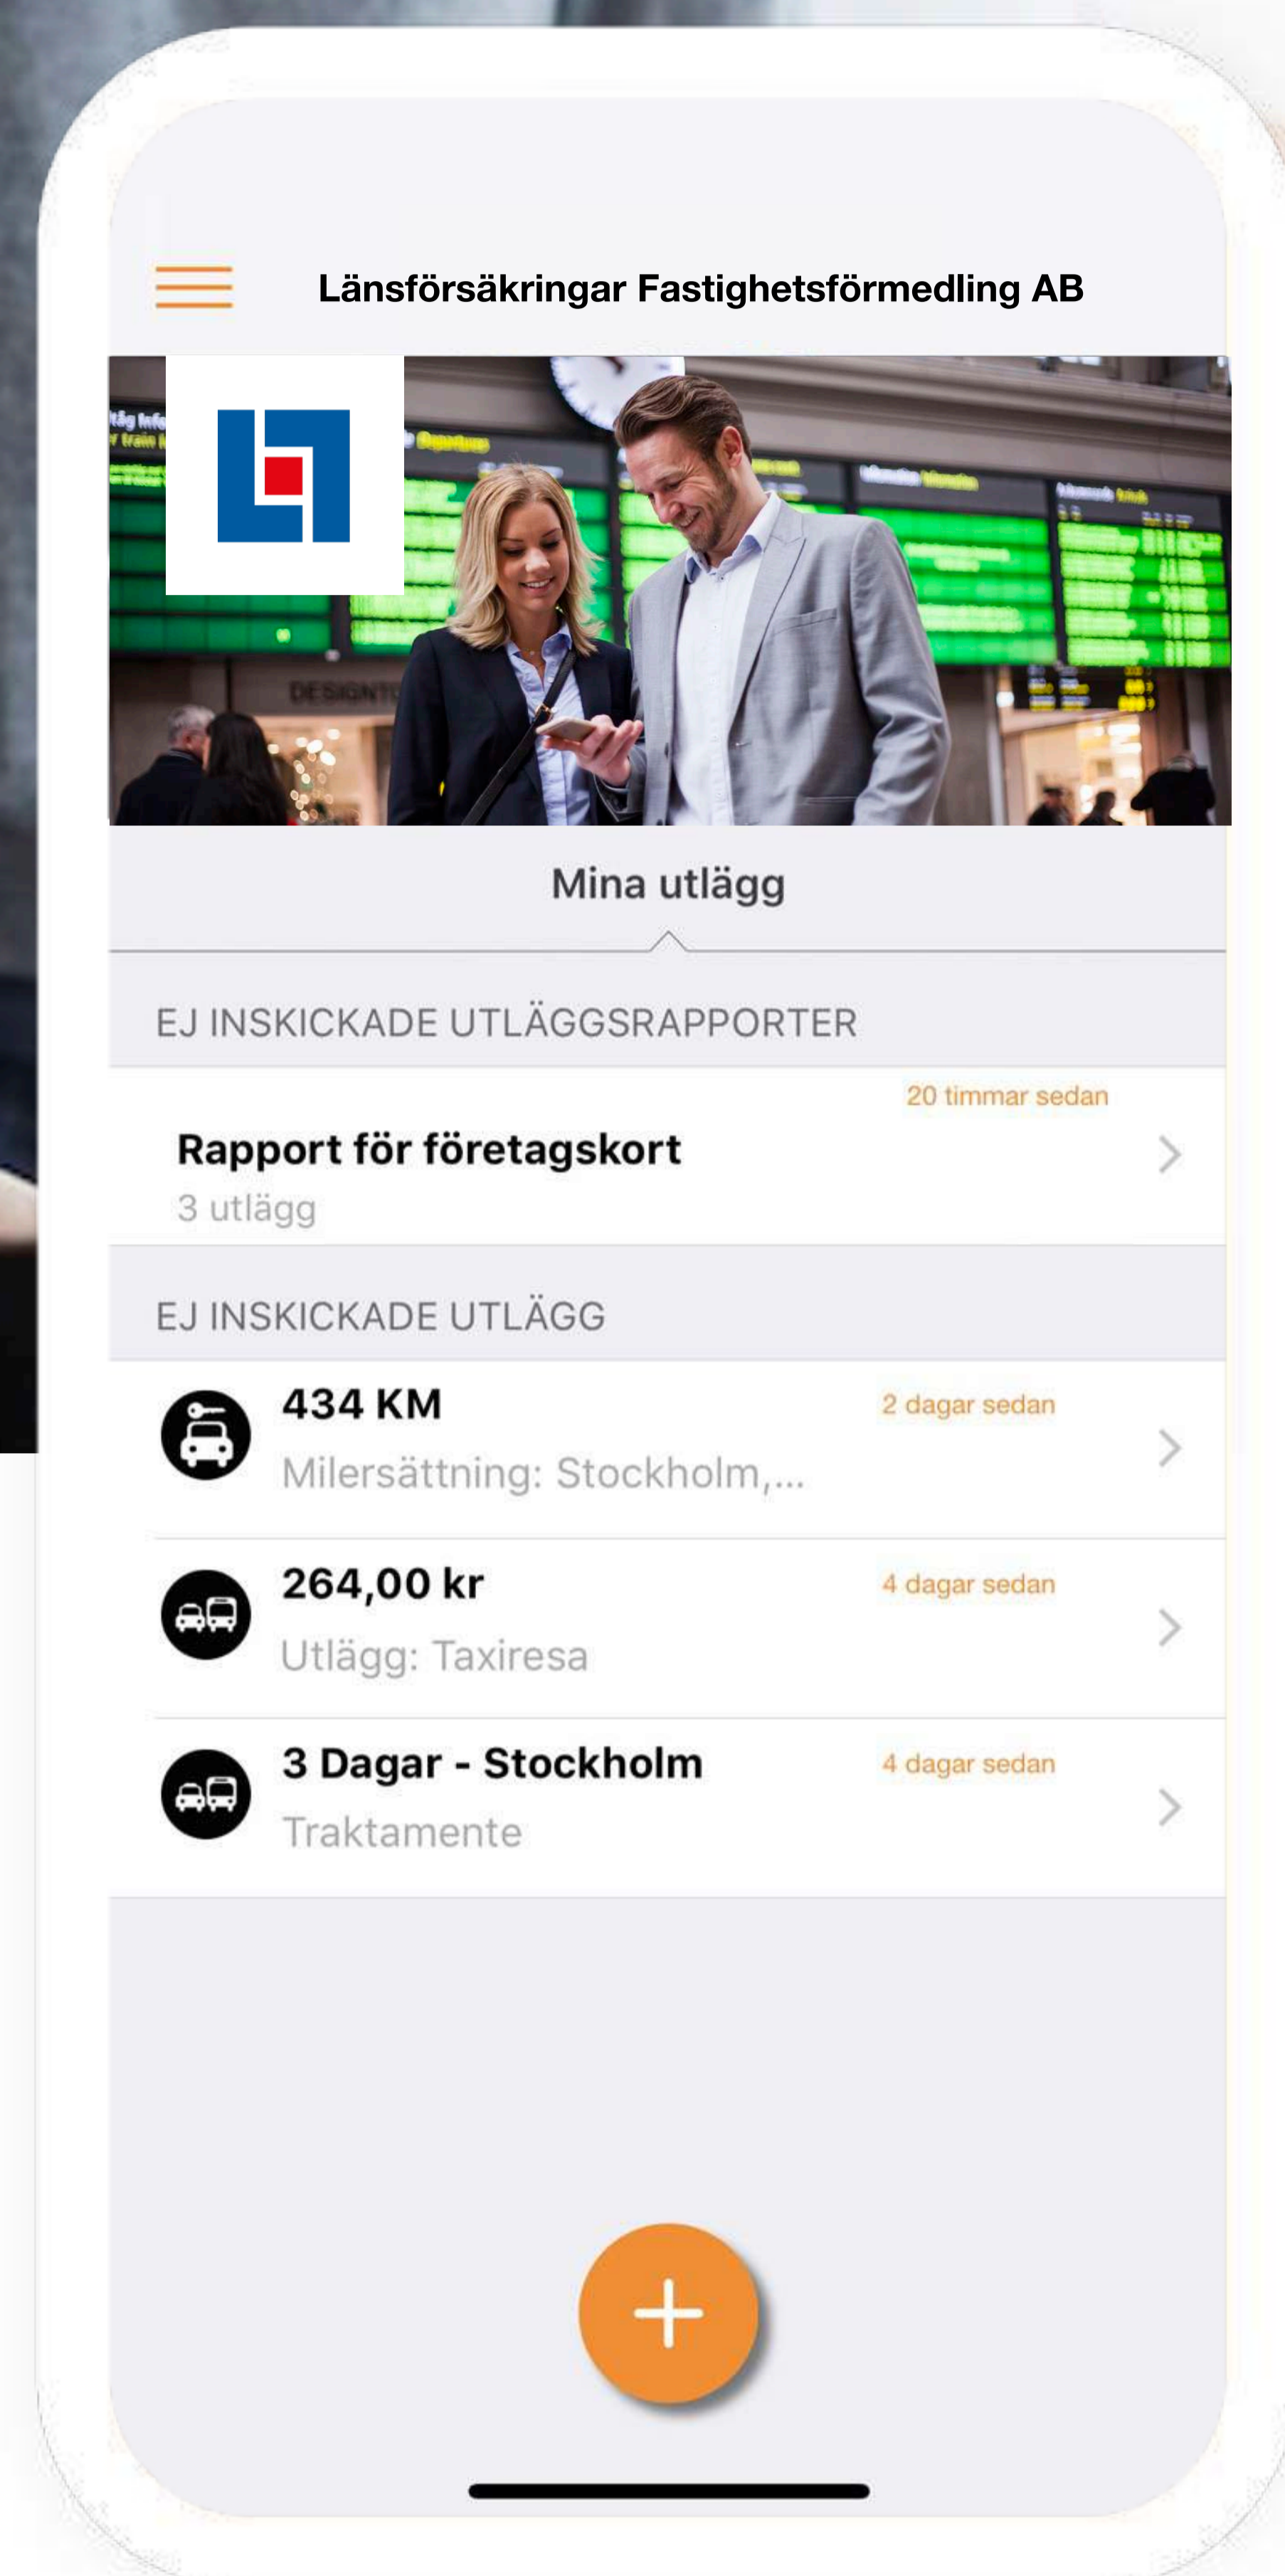 Länsförsäkringar Fastighetsförmedling AB
Departures
DESIGNT
Mina utlägg
EJ INSKICKADE UTLÄGGSRAPPORTER
20 timmar sedan
Rapport för företagskort
3 utlägg
EJ INSKICKADE UTLÄGG
434 KM
2 dagar sedan
Milersättning: Stockholm,...
264,00 kr
4 dagar sedan
Utlägg: Taxiresa
3 Dagar - Stockholm
4 dagar sedan
Traktamente